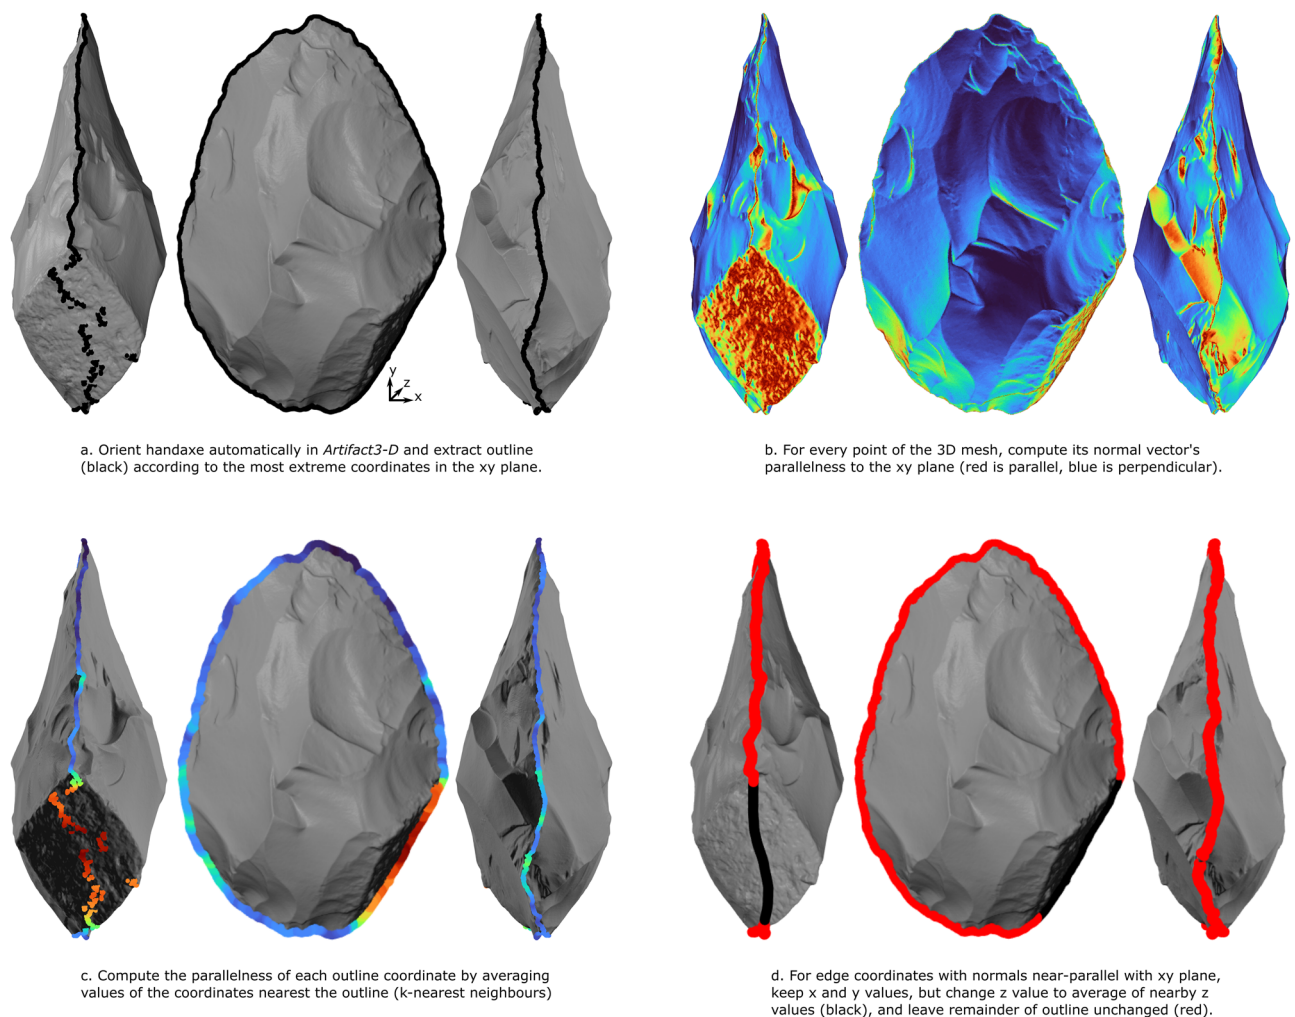 y
z
x
a. Orient handaxe automatically in Artifact3-D and extract outline
(black) according to the most extreme coordinates in the xy plane.
b. For every point of the 3D mesh, compute its normal vector's
parallelness to the xy plane (red is parallel, blue is perpendicular).
c. Compute the parallelness of each outline coordinate by averaging
values of the coordinates nearest the outline (k-nearest neighbours)
d. For edge coordinates with normals near-parallel with xy plane,
keep x and y values, but change z value to average of nearby z
values (black), and leave remainder of outline unchanged (red).